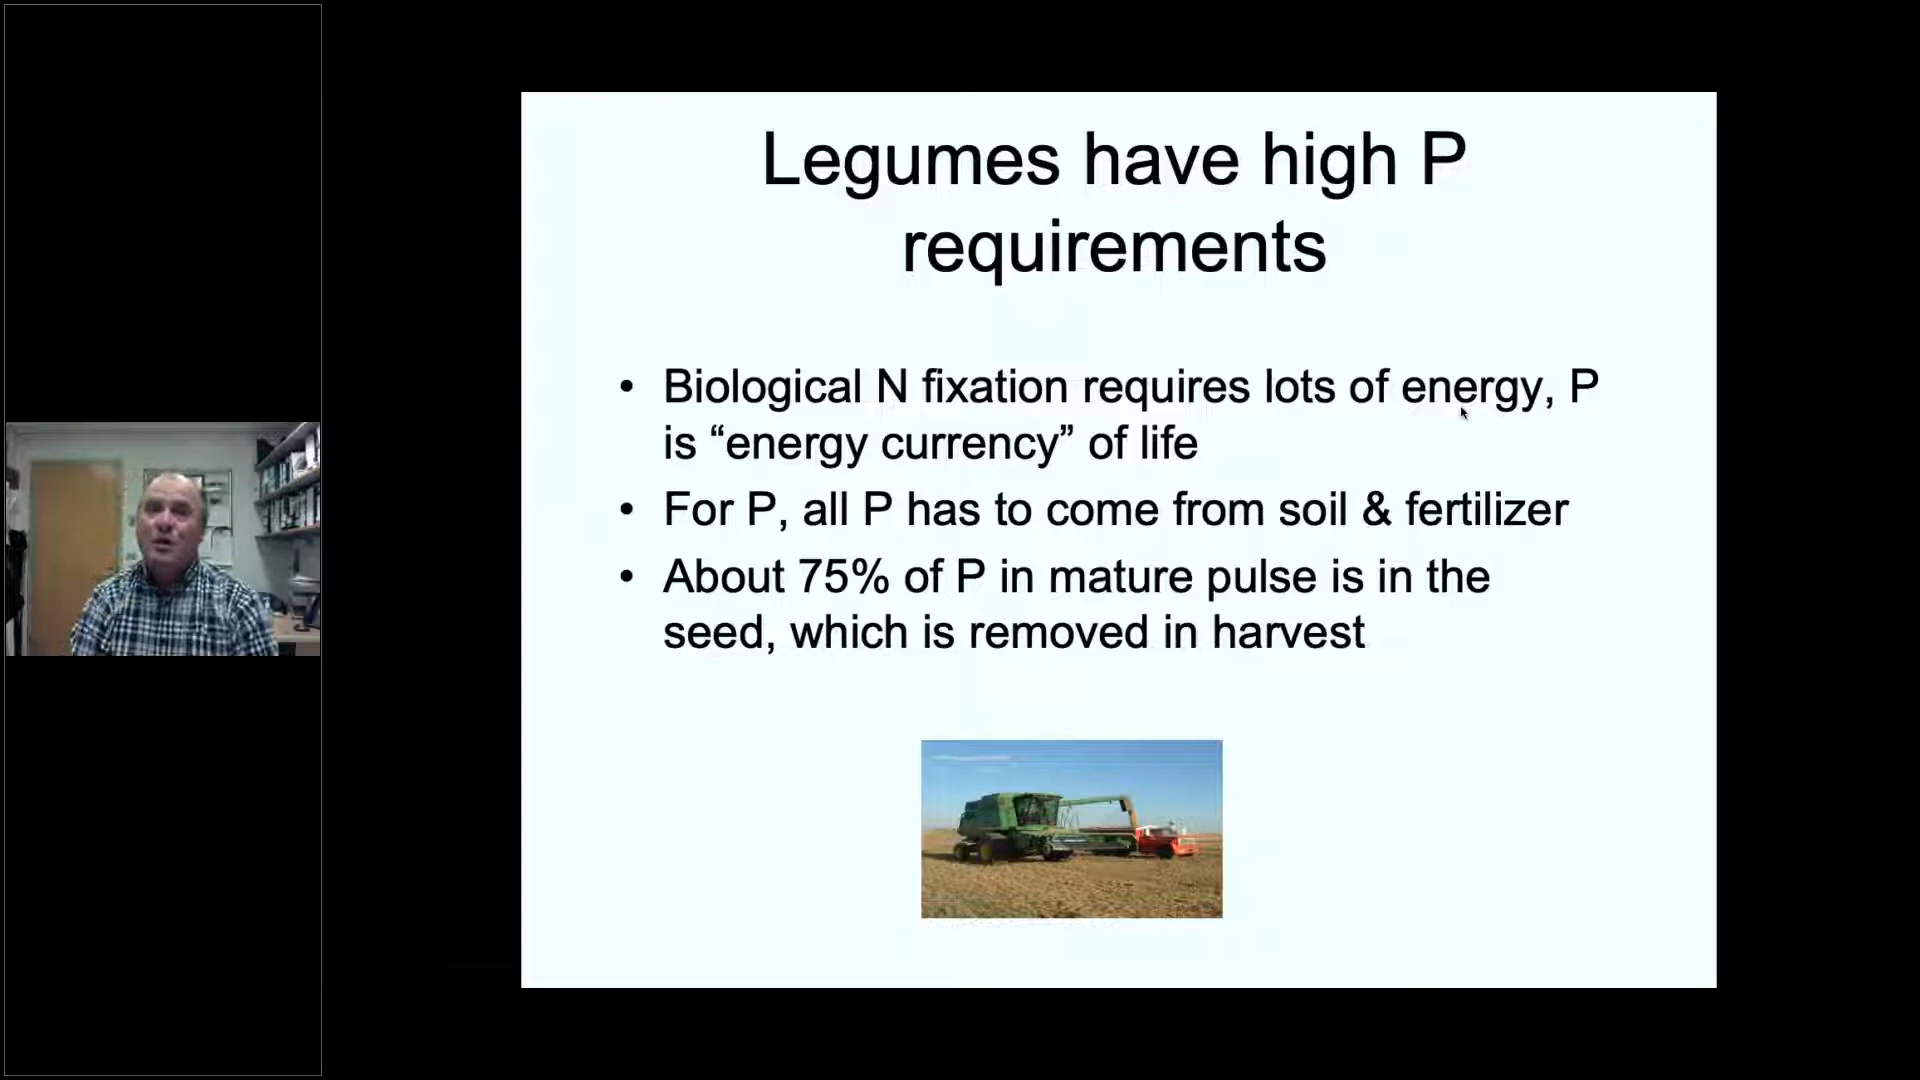 Legumes have high P
requirements
• Biological N fixation requires lots of energy, P
is “energy currency” of life
• For P, all P has to come from soil & fertilizer
• About 75% of P in mature pulse is in the
seed, which is removed in harvest